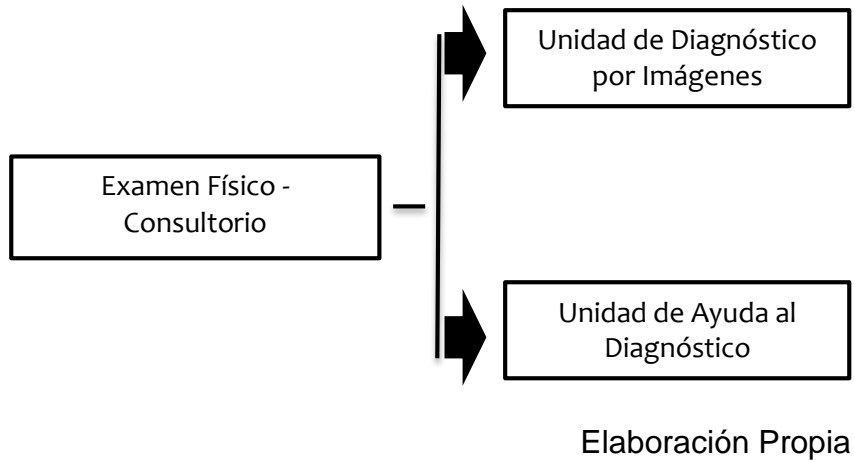 Unidad de Diagnóstico
por Imágenes
Examen Físico -
Consultorio
Unidad de Ayuda al
Diagnóstico
Elaboración Propia